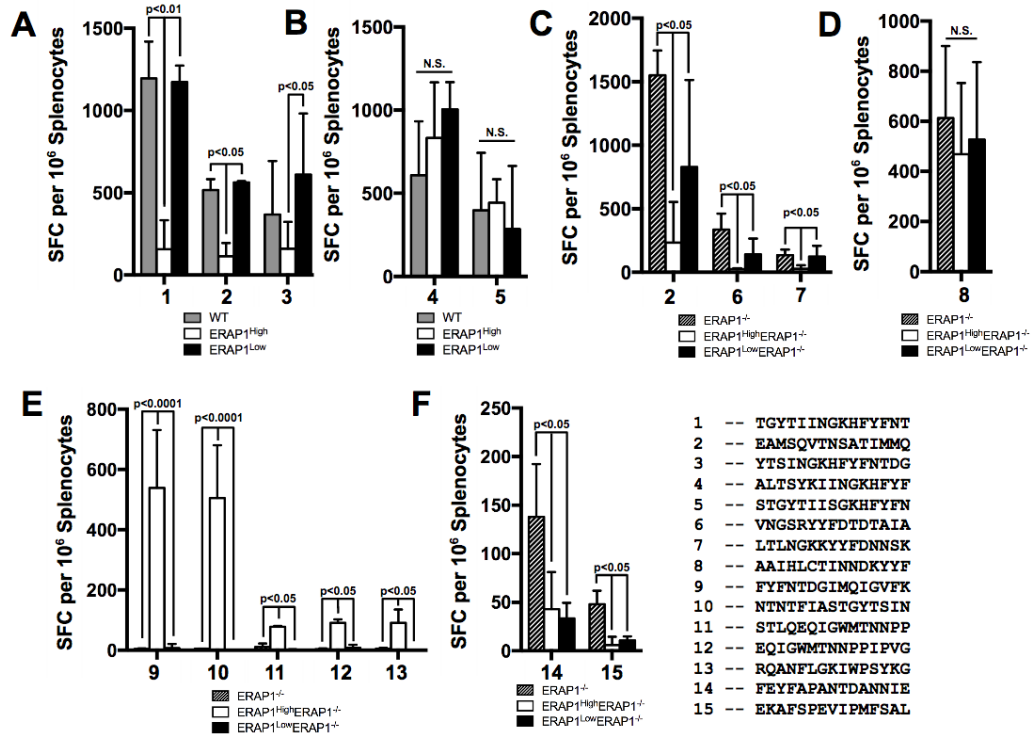 A
SFC per 10⁶ Splenocytes
1500
1000
500
0
p<0.01
p<0.05
p<0.05
1 2 3
WT
ERAP1ᴴⁱᵍʰ
ERAP1ᴸᵒʷ
B
SFC per 10⁶ Splenocytes
1500
1000
500
0
N.S.
N.S.
4 5
WT
ERAP1ᴴⁱᵍʰ
ERAP1ᴸᵒʷ
C
SFC per 10⁶ Splenocytes
2000
1500
1000
500
0
p<0.05
p<0.05
p<0.05
2 6 7
ERAP1⁻/⁻
ERAP1ᴴⁱᵍʰERAP1⁻/⁻
ERAP1ᴸᵒʷERAP1⁻/⁻
D
SFC per 10⁶ Splenocytes
1000
800
600
400
200
0
N.S.
8
ERAP1⁻/⁻
ERAP1ᴴⁱᵍʰERAP1⁻/⁻
ERAP1ᴸᵒʷERAP1⁻/⁻
E
SFC per 10⁶ Splenocytes
800
600
400
200
0
p<0.0001
p<0.0001
p<0.05
p<0.05
p<0.05
9 10 11 12 13
ERAP1⁻/⁻
ERAP1ᴴⁱᵍʰERAP1⁻/⁻
ERAP1ᴸᵒʷERAP1⁻/⁻
F
SFC per 10⁶ Splenocytes
250
200
150
100
50
0
p<0.05
p<0.05
14 15
ERAP1⁻/⁻
ERAP1ᴴⁱᵍʰERAP1⁻/⁻
ERAP1ᴸᵒʷERAP1⁻/⁻
1 -- TGYTIINGKHFYFNT
2 -- EAMSQVTNSATIMMQ
3 -- YTSINGKHFYFNTDG
4 -- ALTSYKIINGKHFYF
5 -- STGYTIISGKHFYFN
6 -- VNGSRYYFDTDTAIA
7 -- LTLNGKKYYFDNNSK
8 -- AAIHLCTINNDKYYF
9 -- FYFNTDGIMQIGVFK
10 -- NTNTFIASTGYTSIN
11 -- STLQEQIGWMTNNPP
12 -- EQIGWMTNNPPIPVG
13 -- RQANFLGKIWPSYKG
14 -- FEYFAPANTDANNIE
15 -- EKAFSPEVIPMFSAL